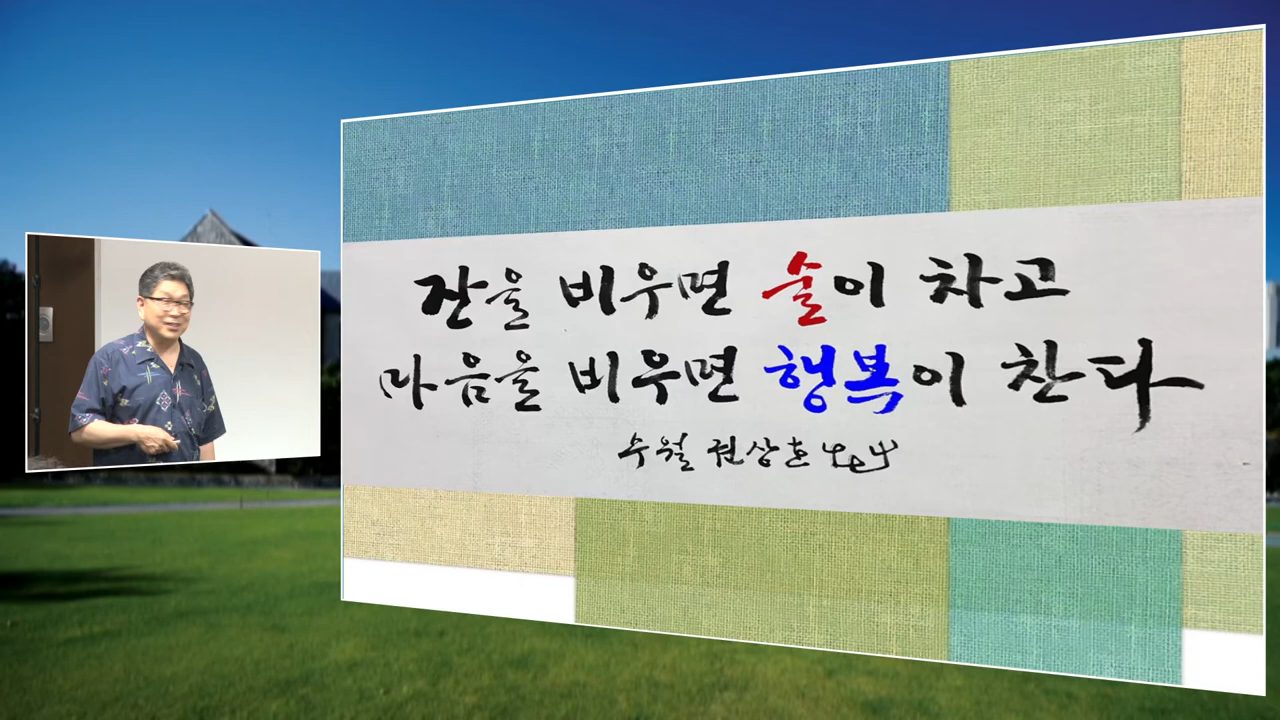 잔을 비우면 술이 차고
마음을 비우면 행복이 찬다
수월 권상호